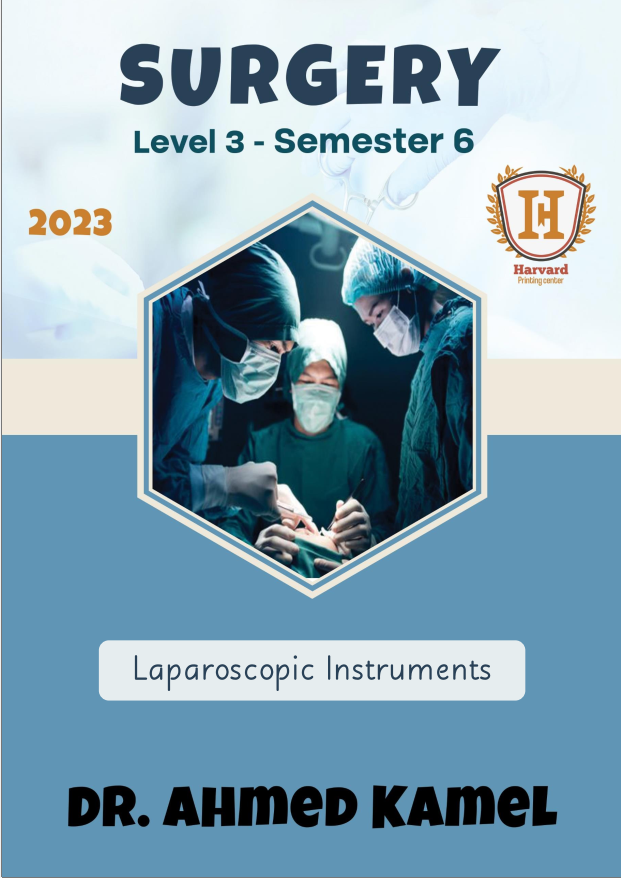 SURGERY
Level 3 - Semester 6
2023
H
Harvard
Printing center
Laparoscopic Instruments
DR. AHMED KAMEL